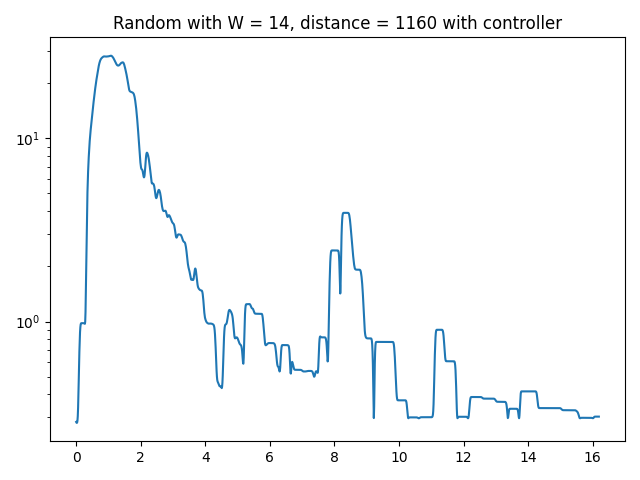 Random with W = 14, distance = 1160 with controller
10¹
10⁰
0 2 4 6 8 10 12 14 16